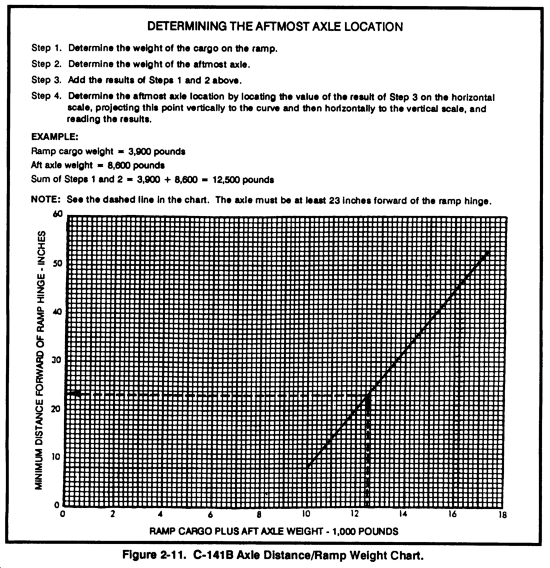 DETERMINING THE AFTMOST AXLE LOCATION
Step 1. Determine the weight of the cargo on the ramp.
Step 2. Determine the weight of the aftmost axle.
Step 3. Add the results of Steps 1 and 2 above.
Step 4. Determine the aftmost axle location by locating the value of the result of Step 3 on the horizontal
scale, projecting this point vertically to the curve and then horizontally to the vertical scale, and
reading the results.
EXAMPLE:
Ramp cargo weight = 3,900 pounds
Aft axle weight = 8,600 pounds
Sum of Steps 1 and 2 = 3,900 + 8,600 = 12,500 pounds
NOTE: See the dashed line in the chart. The axle must be at least 23 inches forward of the ramp hinge.
MINIMUM DISTANCE FORWARD OF RAMP HINGE - INCHES
60
50
40
30
20
10
0
0 2 4 6 8 10 12 14 16 18
RAMP CARGO PLUS AFT AXLE WEIGHT - 1,000 POUNDS
Figure 2-11. C-141B Axle Distance/Ramp Weight Chart.